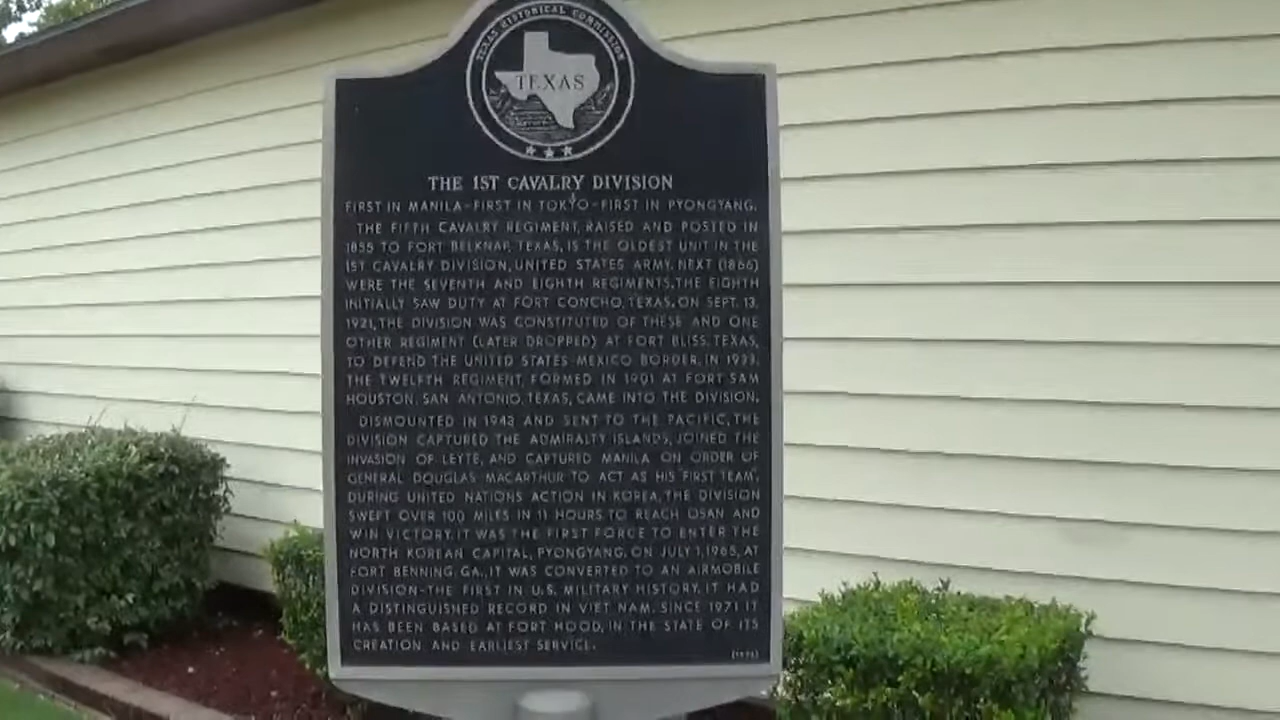 TEXAS HISTORICAL COMMISSION
TEXAS
THE 1ST CAVALRY DIVISION
FIRST IN MANILA-FIRST IN TOKYO-FIRST IN PYONGYANG.
THE FIFTH CAVALRY REGIMENT, RAISED AND POSTED IN
1855 TO FORT BELKNAP, TEXAS, IS THE OLDEST UNIT IN THE
1ST CAVALRY DIVISION, UNITED STATES ARMY. NEXT (1866)
WERE THE SEVENTH AND EIGHTH REGIMENTS. THE EIGHTH
INITIALLY SAW DUTY AT FORT CONCHO, TEXAS. ON SEPT. 13,
1921, THE DIVISION WAS CONSTITUTED OF THESE AND ONE
OTHER REGIMENT (LATER DROPPED) AT FORT BLISS, TEXAS,
TO DEFEND THE UNITED STATES-MEXICO BORDER. IN 1933,
THE TWELFTH REGIMENT, FORMED IN 1901 AT FORT SAM
HOUSTON, SAN ANTONIO, TEXAS, CAME INTO THE DIVISION.
DISMOUNTED IN 1943 AND SENT TO THE PACIFIC, THE
DIVISION CAPTURED THE ADMIRALTY ISLANDS, JOINED THE
INVASION OF LEYTE, AND CAPTURED MANILA ON ORDER OF
GENERAL DOUGLAS MACARTHUR TO ACT AS HIS "FIRST TEAM".
DURING UNITED NATIONS ACTION IN KOREA, THE DIVISION
SWEPT OVER 100 MILES IN 11 HOURS TO REACH OSAN AND
WIN VICTORY. IT WAS THE FIRST FORCE TO ENTER THE
NORTH KOREAN CAPITAL, PYONGYANG. ON JULY 1, 1965, AT
FORT BENNING, GA., IT WAS CONVERTED TO AN AIRMOBILE
DIVISION-THE FIRST IN U.S. MILITARY HISTORY. IT HAD
A DISTINGUISHED RECORD IN VIET NAM. SINCE 1971 IT
HAS BEEN BASED AT FORT HOOD, IN THE STATE OF ITS
CREATION AND EARLIEST SERVICE.